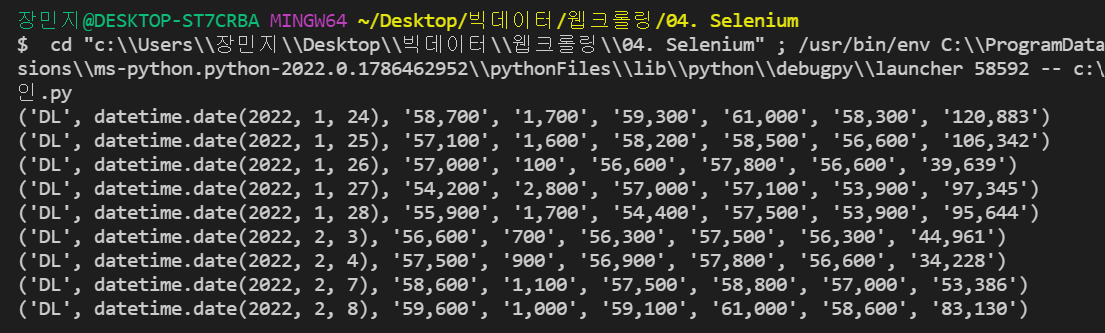 장민지@DESKTOP-ST7CRBA MINGW64 ~/Desktop/빅데이터/웹크롤링/04. Selenium
$  cd "c:\\Users\\장민지\\Desktop\\빅데이터\\웹크롤링\\04. Selenium" ; /usr/bin/env C:\\ProgramData
sions\\ms-python.python-2022.0.1786462952\\pythonFiles\\lib\\python\\debugpy\\launcher 58592 -- c:\
인.py
('DL', datetime.date(2022, 1, 24), '58,700', '1,700', '59,300', '61,000', '58,300', '120,883')
('DL', datetime.date(2022, 1, 25), '57,100', '1,600', '58,200', '58,500', '56,600', '106,342')
('DL', datetime.date(2022, 1, 26), '57,000', '100', '56,600', '57,800', '56,600', '39,639')
('DL', datetime.date(2022, 1, 27), '54,200', '2,800', '57,000', '57,100', '53,900', '97,345')
('DL', datetime.date(2022, 1, 28), '55,900', '1,700', '54,400', '57,500', '53,900', '95,644')
('DL', datetime.date(2022, 2, 3), '56,600', '700', '56,300', '57,500', '56,300', '44,961')
('DL', datetime.date(2022, 2, 4), '57,500', '900', '56,900', '57,800', '56,600', '34,228')
('DL', datetime.date(2022, 2, 7), '58,600', '1,100', '57,500', '58,800', '57,000', '53,386')
('DL', datetime.date(2022, 2, 8), '59,600', '1,000', '59,100', '61,000', '58,600', '83,130')